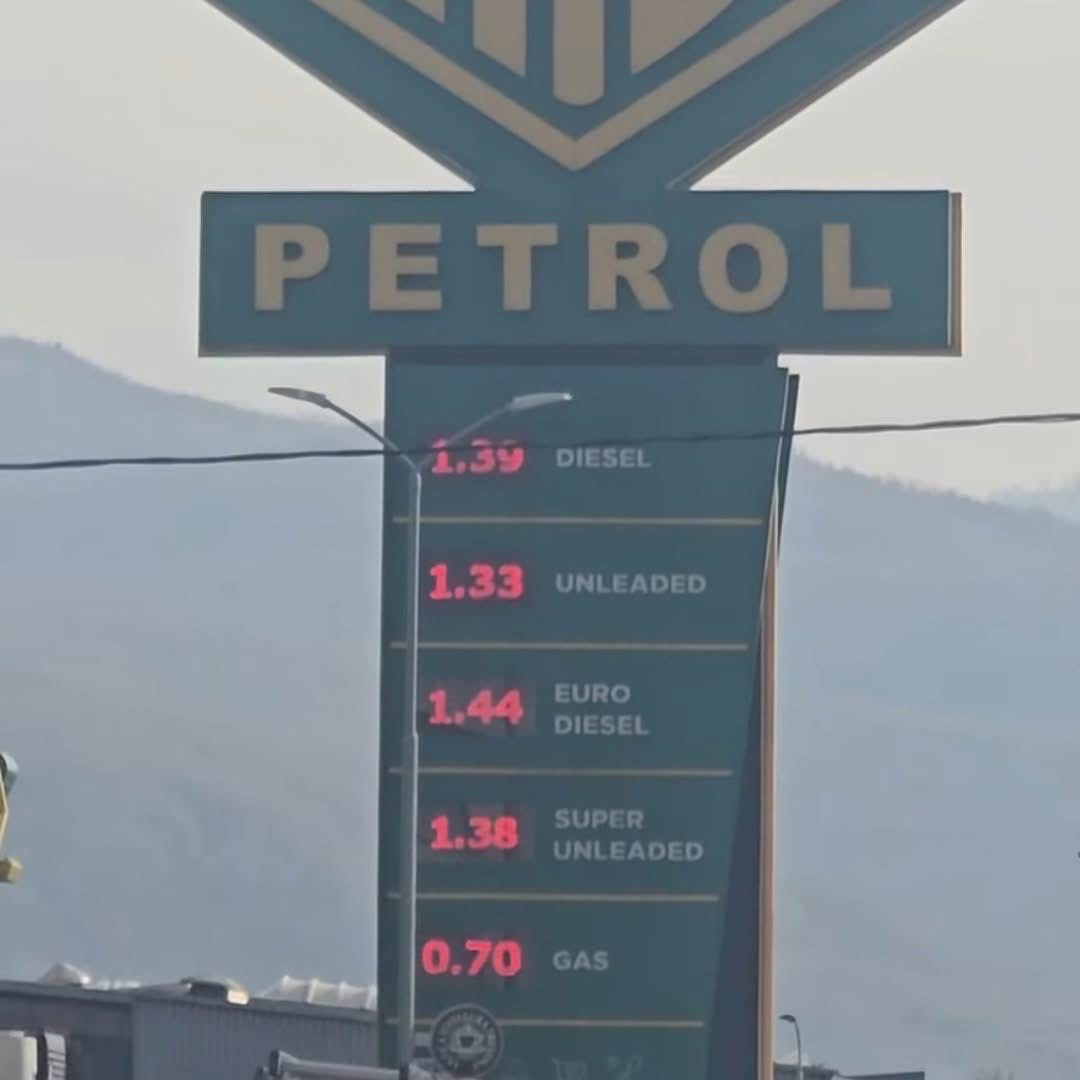 PETROL
1.39 DIESEL
1.33 UNLEADED
1.44 EURO
DIESEL
1.38 SUPER
UNLEADED
0.70 GAS